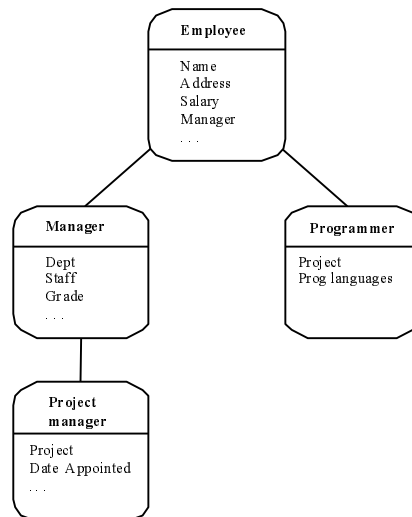 Employee
Name
Address
Salary
Manager
. . .
Manager
Dept
Staff
Grade
. . .
Programmer
Project
Prog languages
Project
manager
Project
Date Appointed
. . .